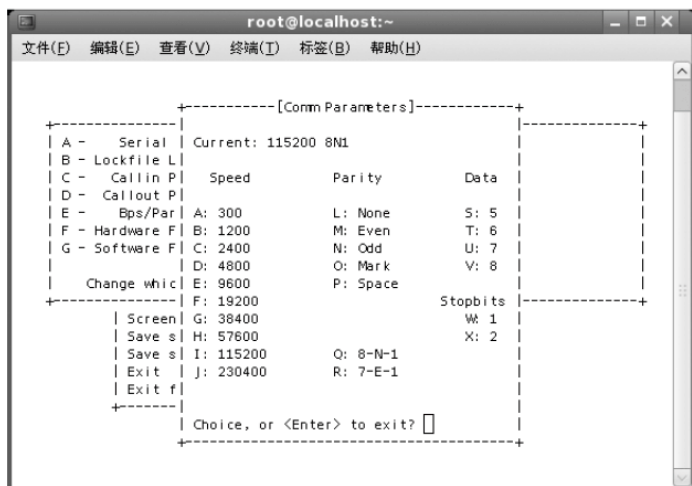 root@localhost:~
文件(F) 编辑(E) 查看(V) 终端(T) 标签(B) 帮助(H)
+-----------[Comm Parameters]------------+
A - Serial | Current: 115200 8N1
B - Lockfile L
C - Callin P| Speed Parity Data
D - Callout P
E - Bps/Par| A: 300 L: None S: 5
F - Hardware F| B: 1200 M: Even T: 6
G - Software F| C: 2400 N: Odd U: 7
D: 4800 O: Mark V: 8
Change whic| E: 9600 P: Space
F: 19200 Stopbits
Screen| G: 38400 W: 1
Save s| H: 57600 X: 2
Save s| I: 115200 Q: 8-N-1
Exit | J: 230400 R: 7-E-1
Exit f
Choice, or <Enter> to exit?